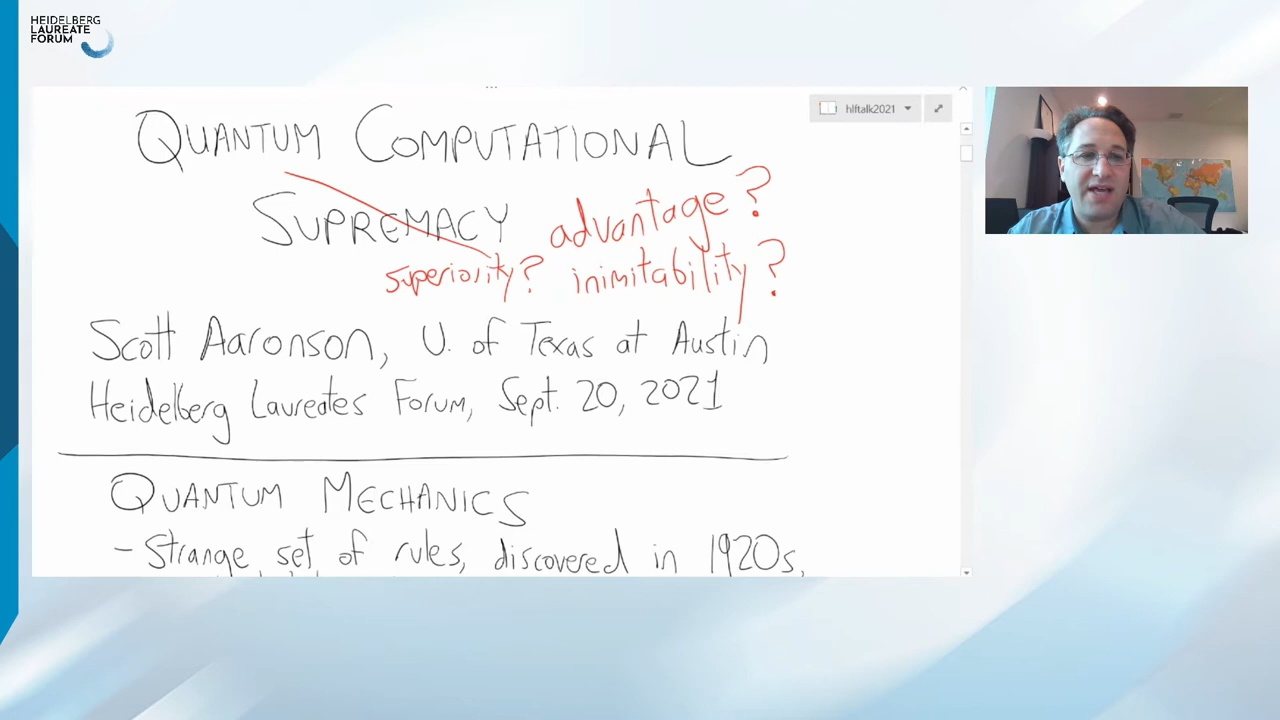 HEIDELBERG
LAUREATE
FORUM
hlftalk2021
QUANTUM COMPUTATIONAL
SUPREMACY advantage?
superiority? inimitability?
Scott Aaronson, U. of Texas at Austin
Heidelberg Laureates Forum, Sept. 20, 2021
QUANTUM MECHANICS
- Strange set of rules, discovered in 1920s,